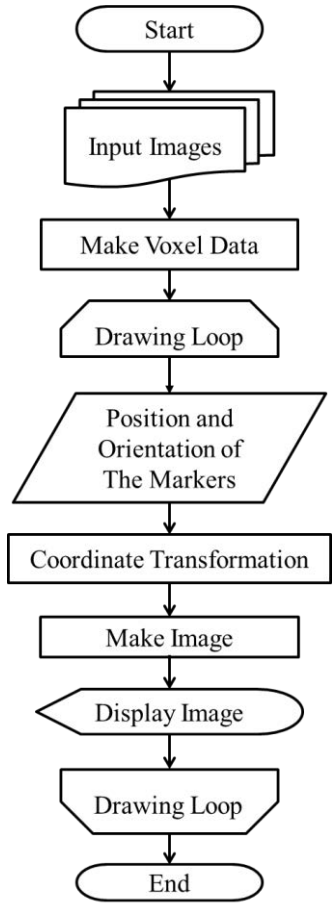 Start
Input Images
Make Voxel Data
Drawing Loop
Position and
Orientation of
The Markers
Coordinate Transformation
Make Image
Display Image
Drawing Loop
End